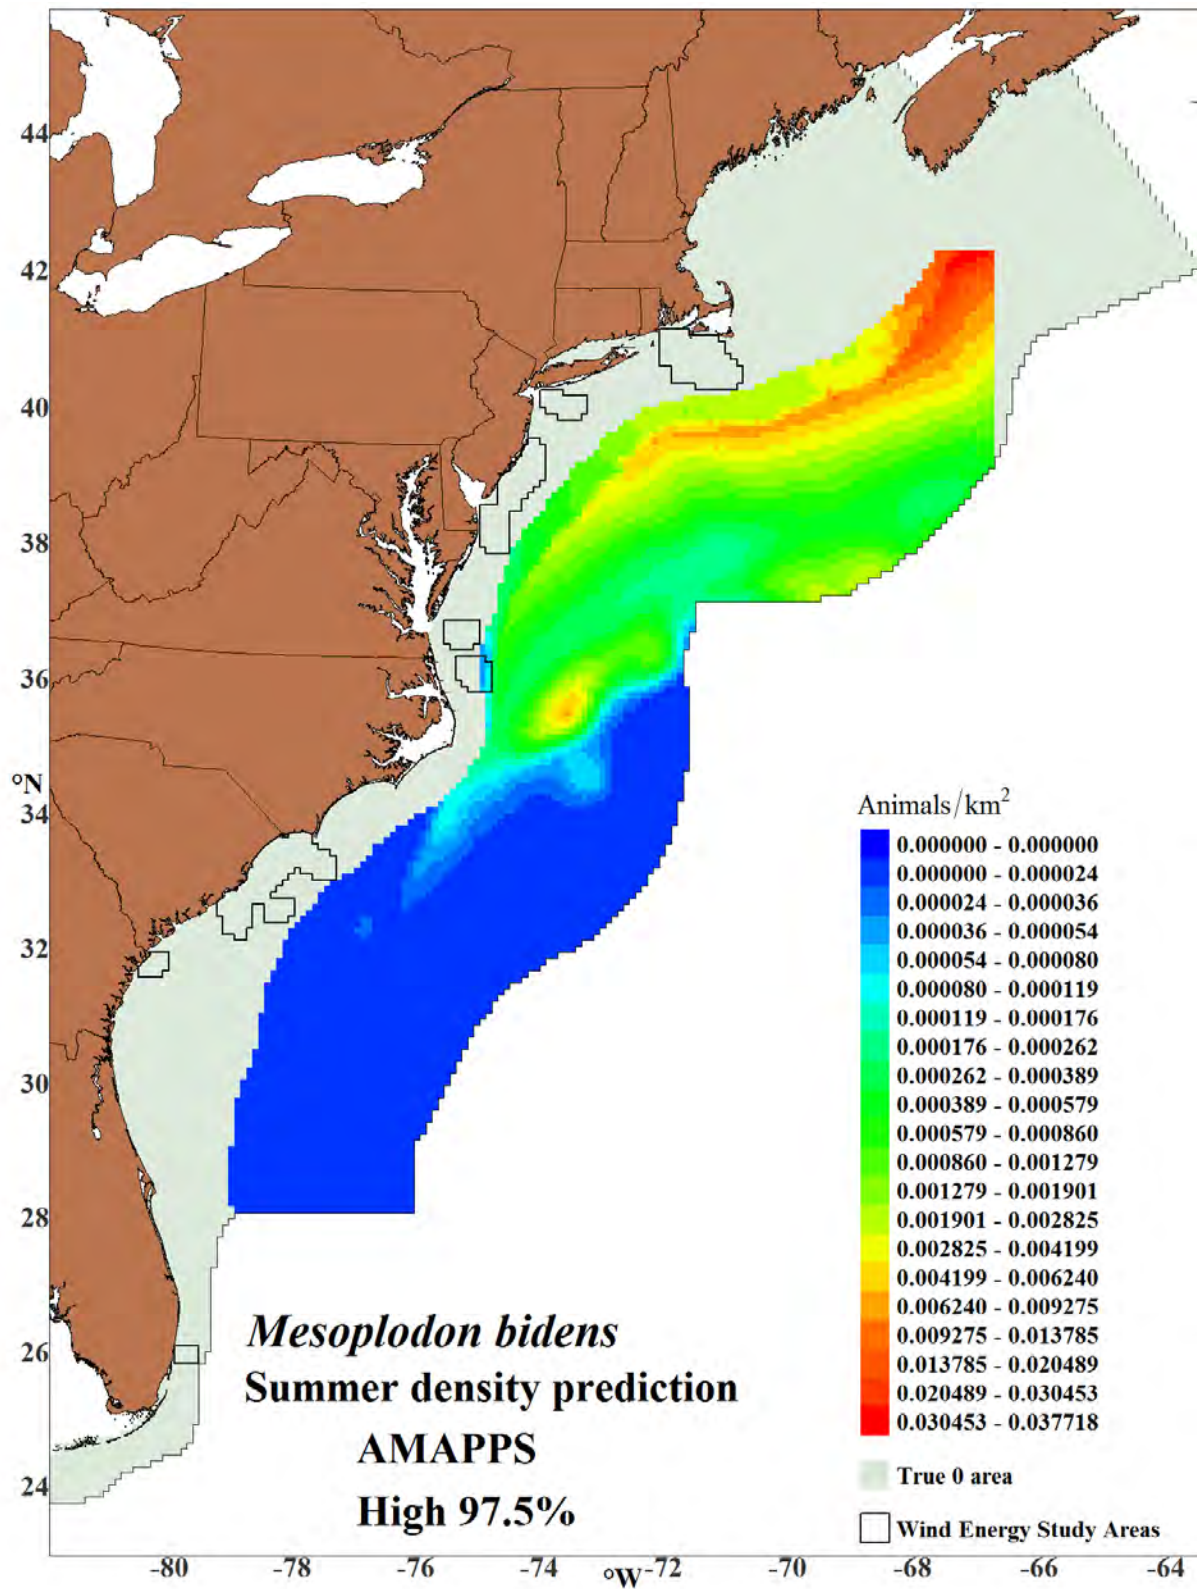 44
42
40
38
36
°N
34
32
30
28
26
24
-80
-78
-76
-74
°W
-72
-70
-68
-66
-64
Mesoplodon bidens
Summer density prediction
AMAPPS
High 97.5%
Animals/km²
0.000000 - 0.000000
0.000000 - 0.000024
0.000024 - 0.000036
0.000036 - 0.000054
0.000054 - 0.000080
0.000080 - 0.000119
0.000119 - 0.000176
0.000176 - 0.000262
0.000262 - 0.000389
0.000389 - 0.000579
0.000579 - 0.000860
0.000860 - 0.001279
0.001279 - 0.001901
0.001901 - 0.002825
0.002825 - 0.004199
0.004199 - 0.006240
0.006240 - 0.009275
0.009275 - 0.013785
0.013785 - 0.020489
0.020489 - 0.030453
0.030453 - 0.037718
True 0 area
Wind Energy Study Areas